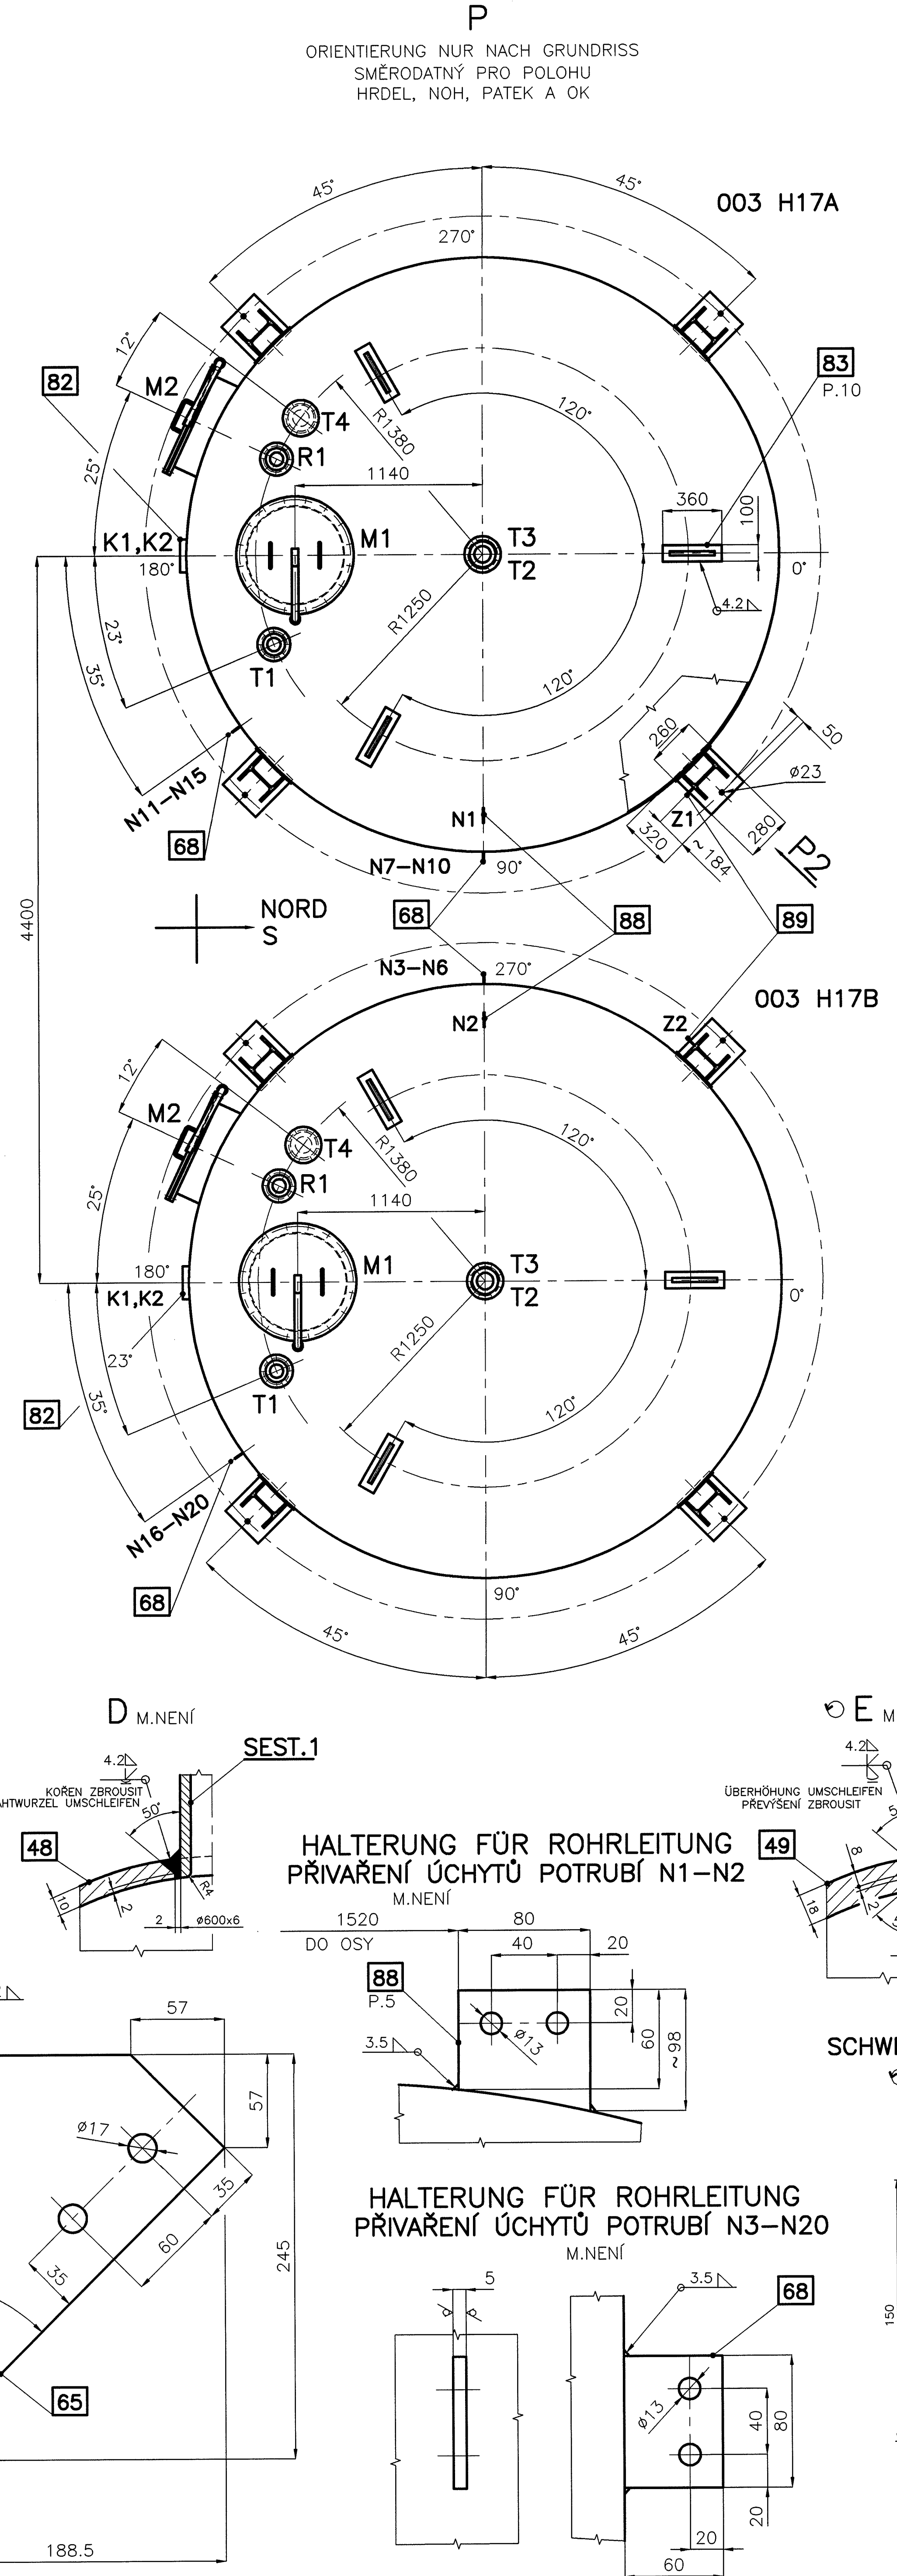 P
ORIENTIERUNG NUR NACH GRUNDRISS
SMĚRODATNÝ PRO POLOHU
HRDEL, NOH, PATEK A OK
45°
45°
003 H17A
270°
12°
82
M2
83
P.10
T4
R1380
120°
R1
25°
1140
360
100
K1,K2
M1
T3
180°
T2
0°
R1250
4.2
23°
35°
T1
120°
260
50
N11-N15
ø23
N1
Z1
68
320
~184
280
P2
N7-N10
90°
4400
NORD
S
68
88
89
N3-N6
270°
003 H17B
N2
Z2
12°
M2
T4
R1380
120°
R1
25°
1140
180°
M1
T3
K1,K2
T2
0°
R1250
23°
35°
T1
82
120°
N16-N20
68
90°
45°
45°
D M.NENÍ
E M
SEST.1
4.2
4.2
KOŘEN ZBROUSIT
UMSCHLEIFEN
ÜBERHÖHUNG UMSCHLEIFEN
PŘEVÝŠENÍ ZBROUSIT
50°
48
49
8
10
2
R4
2
18
2
ø600x6
HALTERUNG FÜR ROHRLEITUNG
PŘIVAŘENÍ ÚCHYTŮ POTRUBÍ N1-N2
M.NENÍ
1520
80
DO OSY
40
20
88
P.5
20
ø13
60
~98
3.5
57
57
ø17
35
60
35
245
65
188.5
HALTERUNG FÜR ROHRLEITUNG
PŘIVAŘENÍ ÚCHYTŮ POTRUBÍ N3-N20
M.NENÍ
5
3.5
68
150
ø13
40
80
20
20
60